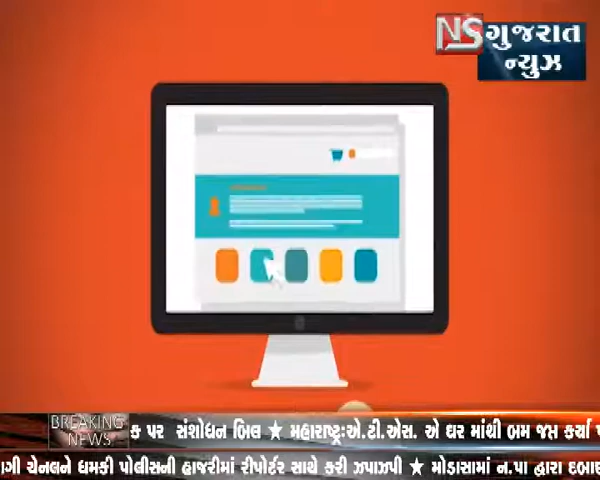 NS ગુજરાત
ન્યુઝ
BREAKING
NEWS
ક પર સંશોધન બિલ ★ મહારાષ્ટ્ર:એ.ટી.એસ. એ ઘર માંથી બમ જપ્ત કર્યા
ગી ચેનલને ધમકી પોલીસની હાજરીમાં રીપોર્ટર સાથે કરી ઝપાઝપી ★ મોડાસામાં ન.પા દ્વારા દબાણ